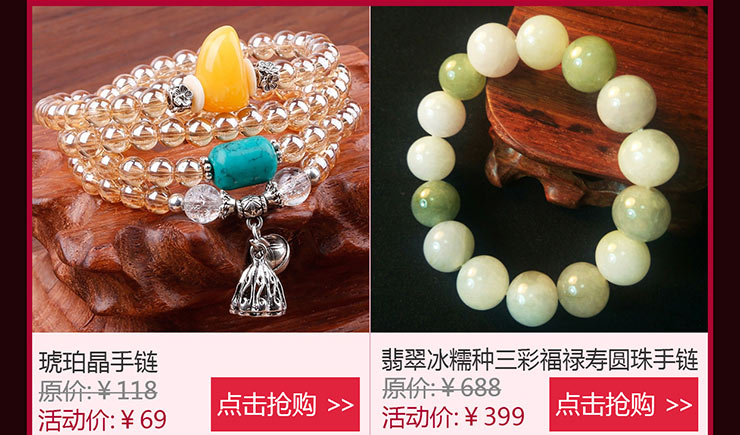 琥珀晶手链
原价:￥118
活动价:￥69
点击抢购 >>
翡翠冰糯种三彩福禄寿圆珠手链
原价:￥688
活动价:￥399
点击抢购 >>